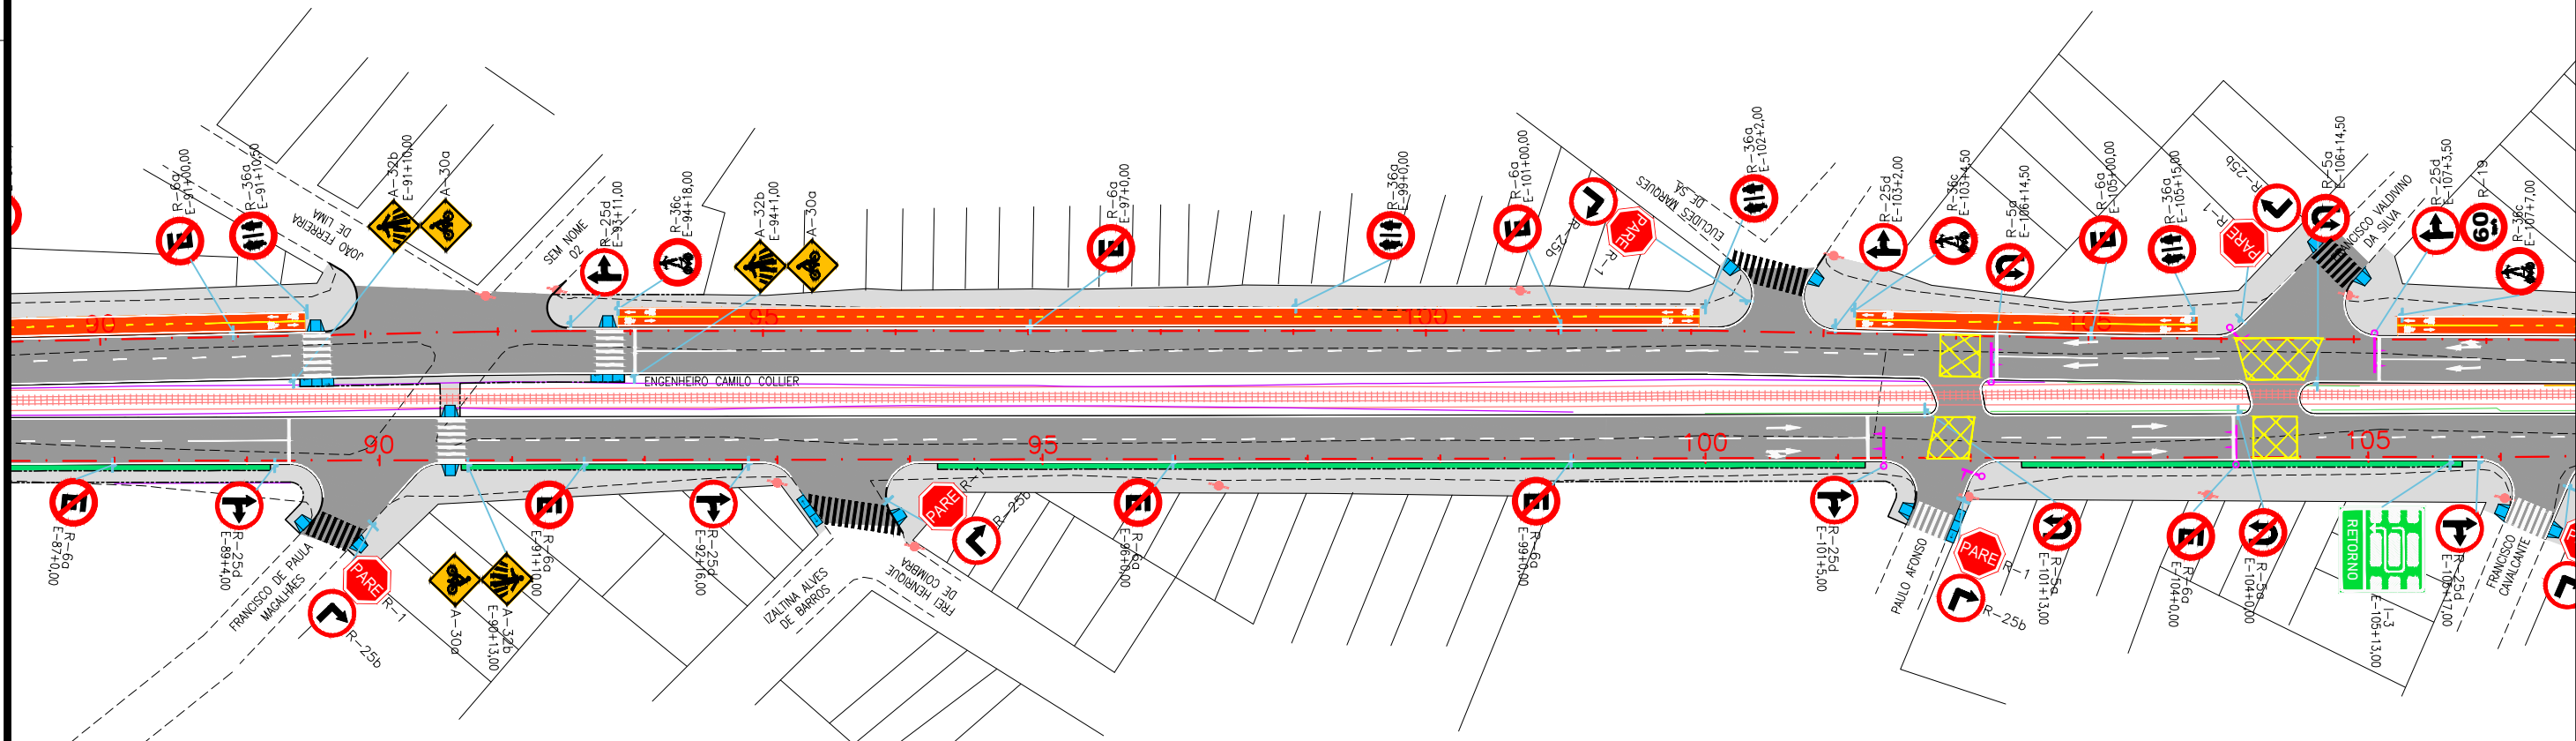 R-6a
E-91+00,00
R-36a
E-91+10,50
JOÃO FERREIRA
DE LIMA
A-32b
E-91+10,00
A-30a
SEM NOME
02
R-25d
E-93+11,00
R-36c
E-94+18,00
A-32b
E-94+1,00
A-30a
R-6a
E-97+0,00
R-36a
E-99+0,00
R-6a
E-101+00,00
R-25b
PARE
R-1
EUCLIDES MARQUES
DE SÁ
R-36a
E-102+2,00
R-25d
E-103+2,00
R-36c
E-103+4,50
R-5a
E-106+14,50
R-6a
E-105+00,00
R-36a
E-105+15,00
R-1
PARE
R-25b
R-5a
E-106+14,50
FRANCISCO VALDIVINO
DA SILVA
R-25d
E-107+3,50
R-19
60
R-36c
E-107+7,00
90
95
100
105
ENGENHEIRO CAMILO COLLIER
90
95
100
105
R-6a
E-87+0,00
R-25d
E-89+4,00
FRANCISCO DE PAULA
MAGALHÃES
PARE
R-1
R-25b
A-30a
A-32b
E-90+13,00
R-6a
E-91+10,00
R-25d
E-92+16,00
IZALTINA ALVES
DE BARROS
FREI HENRIQUE
DE COIMBRA
PARE
R-1
R-25b
R-6a
E-96+0,00
R-6a
E-99+0,00
R-25d
E-101+5,00
PAULO AFONSO
PARE
R-1
R-25b
R-5a
E-101+13,00
R-6a
E-104+0,00
R-5a
E-104+0,00
RETORNO
I-3
E-105+13,00
R-25d
E-105+17,00
FRANCISCO
CAVALCANTE